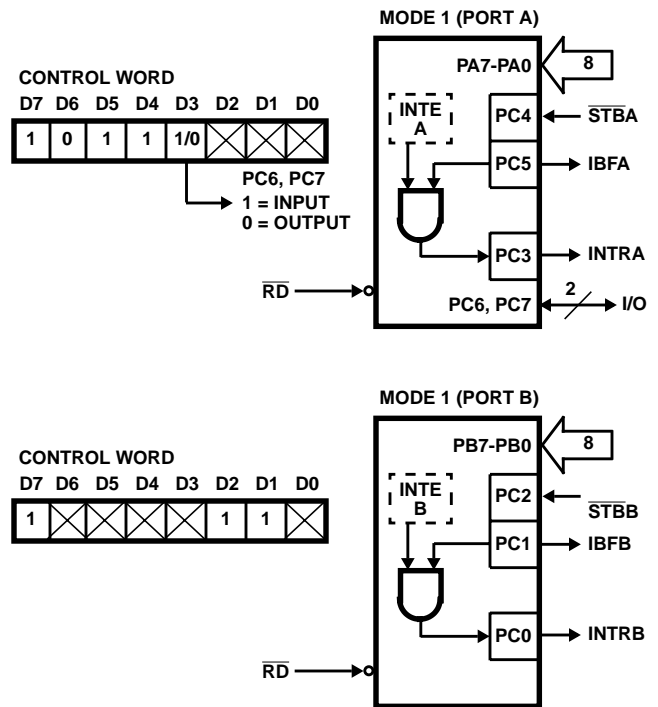 MODE 1 (PORT A)
CONTROL WORD
D7 D6 D5 D4 D3 D2 D1 D0
1 0 1 1 1/0
PC6, PC7
1 = INPUT
0 = OUTPUT
RD
PA7-PA0
8
INTE
A
PC4
STBA
PC5
IBFA
PC3
INTRA
PC6, PC7
2
I/O
MODE 1 (PORT B)
CONTROL WORD
D7 D6 D5 D4 D3 D2 D1 D0
1 1 1
RD
PB7-PB0
8
INTE
B
PC2
STBB
PC1
IBFB
PC0
INTRB